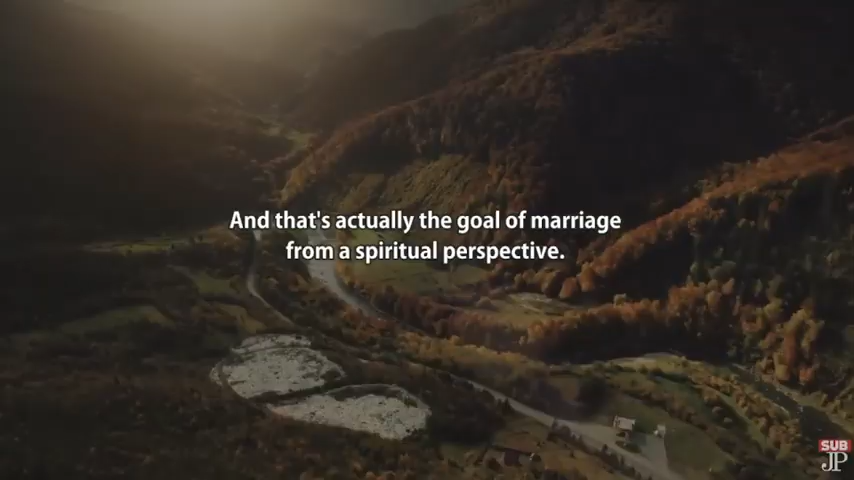 And that's actually the goal of marriage
from a spiritual perspective.
SUB
JP